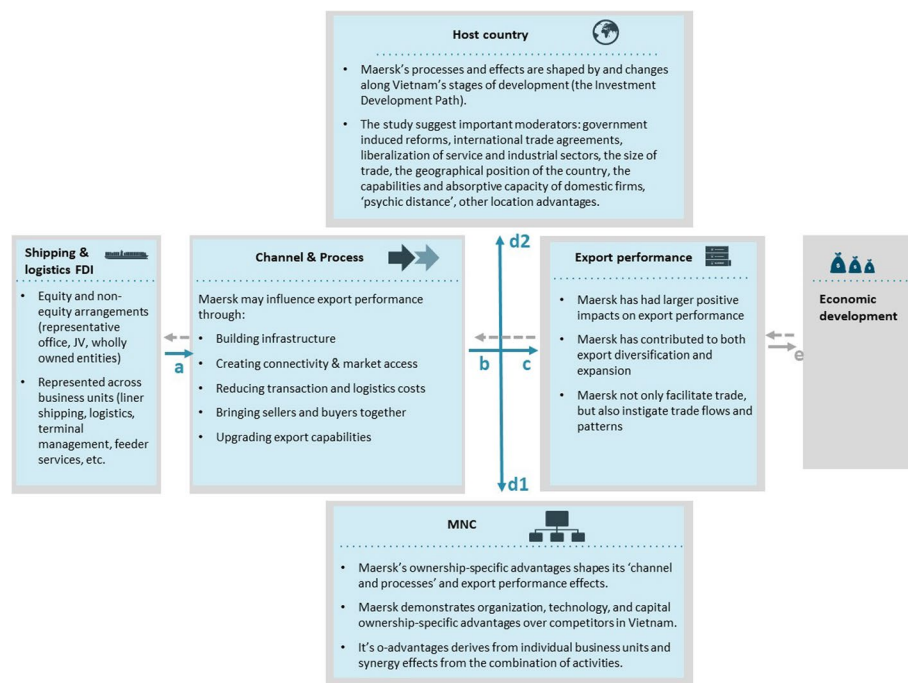 Host country
• Maersk's processes and effects are shaped by and changes
along Vietnam's stages of development (the Investment
Development Path).
• The study suggest important moderators: government
induced reforms, international trade agreements,
liberalization of service and industrial sectors, the size of
trade, the geographical position of the country, the
capabilities and absorptive capacity of domestic firms,
'psychic distance', other location advantages.
Shipping &
logistics FDI
• Equity and non-
equity arrangements
(representative
office, JV, wholly
owned entities)
• Represented across
business units (liner
shipping, logistics,
terminal
management, feeder
services, etc.
a
Channel & Process
Maersk may influence export performance
through:
• Building infrastructure
• Creating connectivity & market access
• Reducing transaction and logistics costs
• Bringing sellers and buyers together
• Upgrading export capabilities
d2
b
c
d1
Export performance
• Maersk has had larger positive
impacts on export performance
• Maersk has contributed to both
export diversification and
expansion
• Maersk not only facilitate trade,
but also instigate trade flows and
patterns
e
Economic
development
MNC
• Maersk's ownership-specific advantages shapes its 'channel
and processes' and export performance effects.
• Maersk demonstrates organization, technology, and capital
ownership-specific advantages over competitors in Vietnam.
• It's o-advantages derives from individual business units and
synergy effects from the combination of activities.